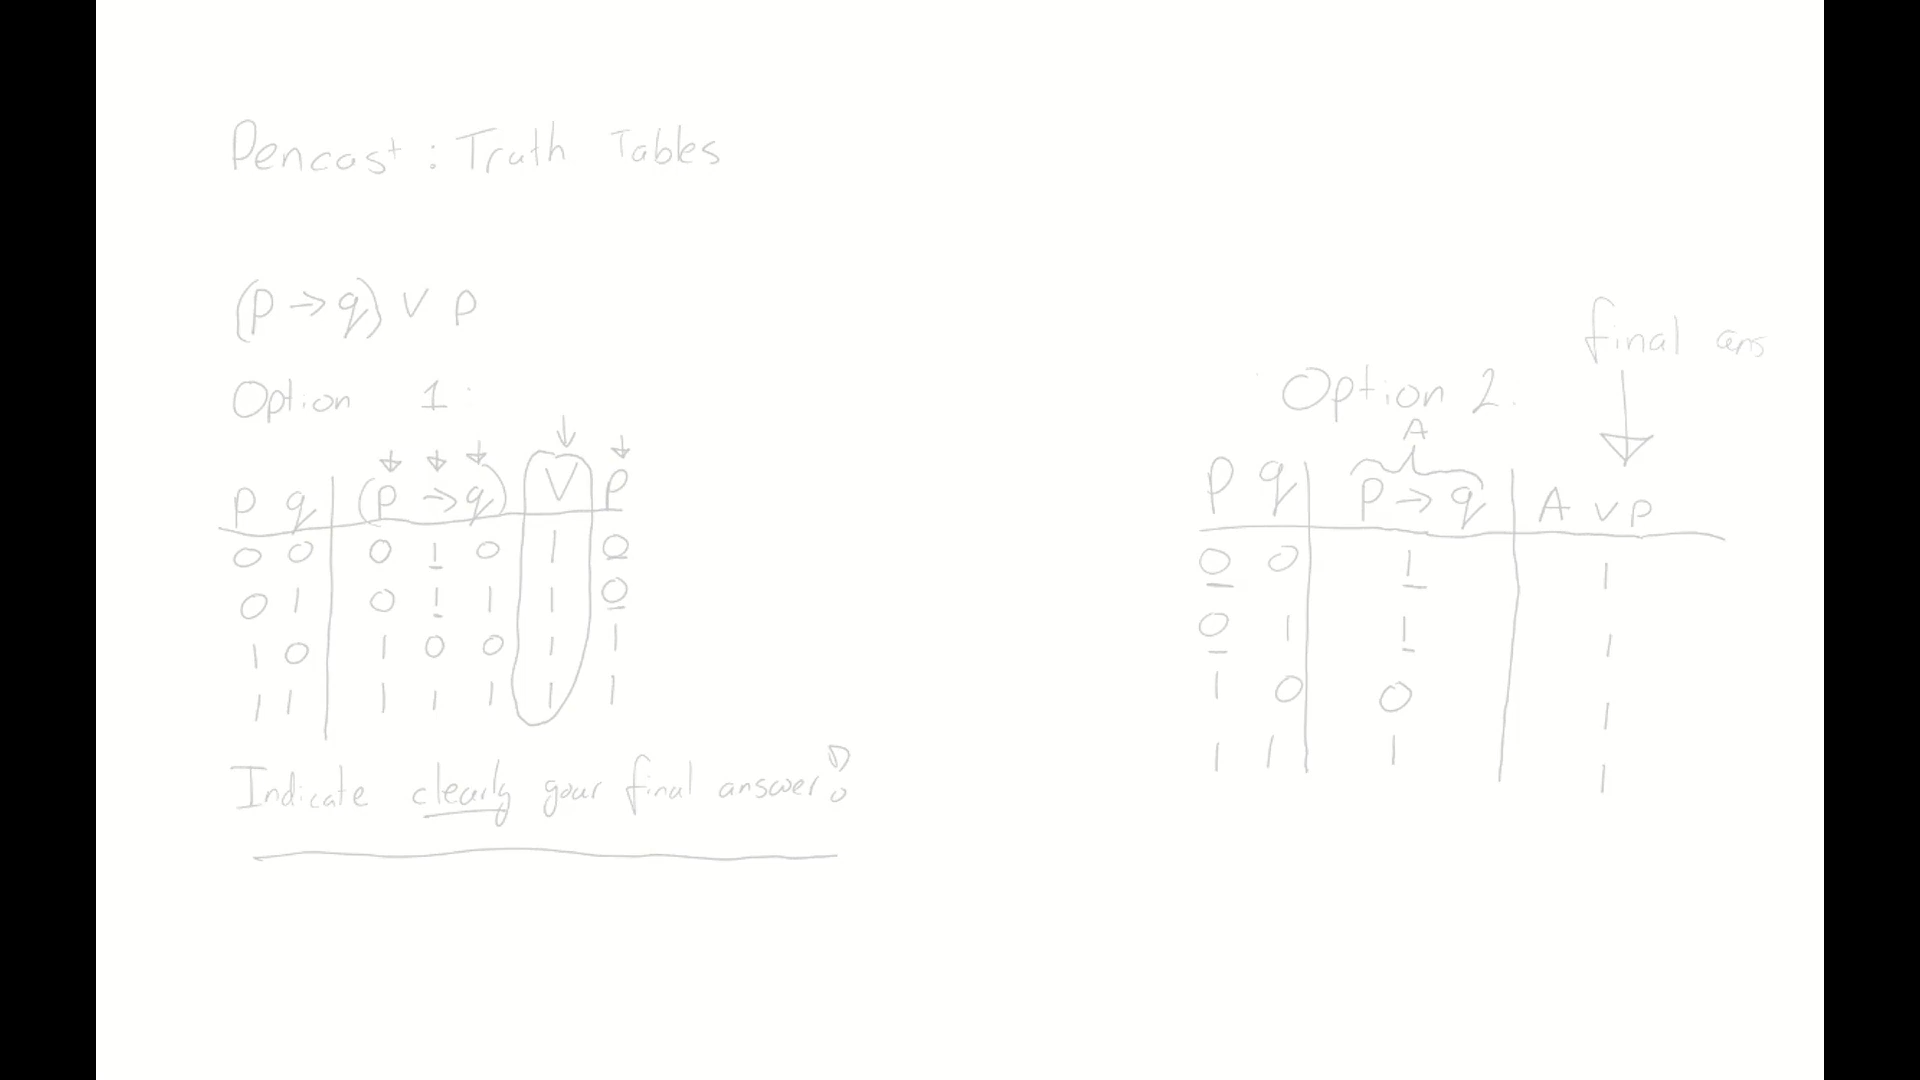 Pencast : Truth Tables
(p → q) ∨ p
Option 1:
p q (p → q) ∨ p
0 0 0 1 0 1 0
0 1 0 1 1 1 0
1 0 1 0 0 1 1
1 1 1 1 1 1 1
Indicate clearly your final answer!
final ans
Option 2.
A
p q p → q A ∨ p
0 0 1 1
0 1 1 1
1 0 0 1
1 1 1 1